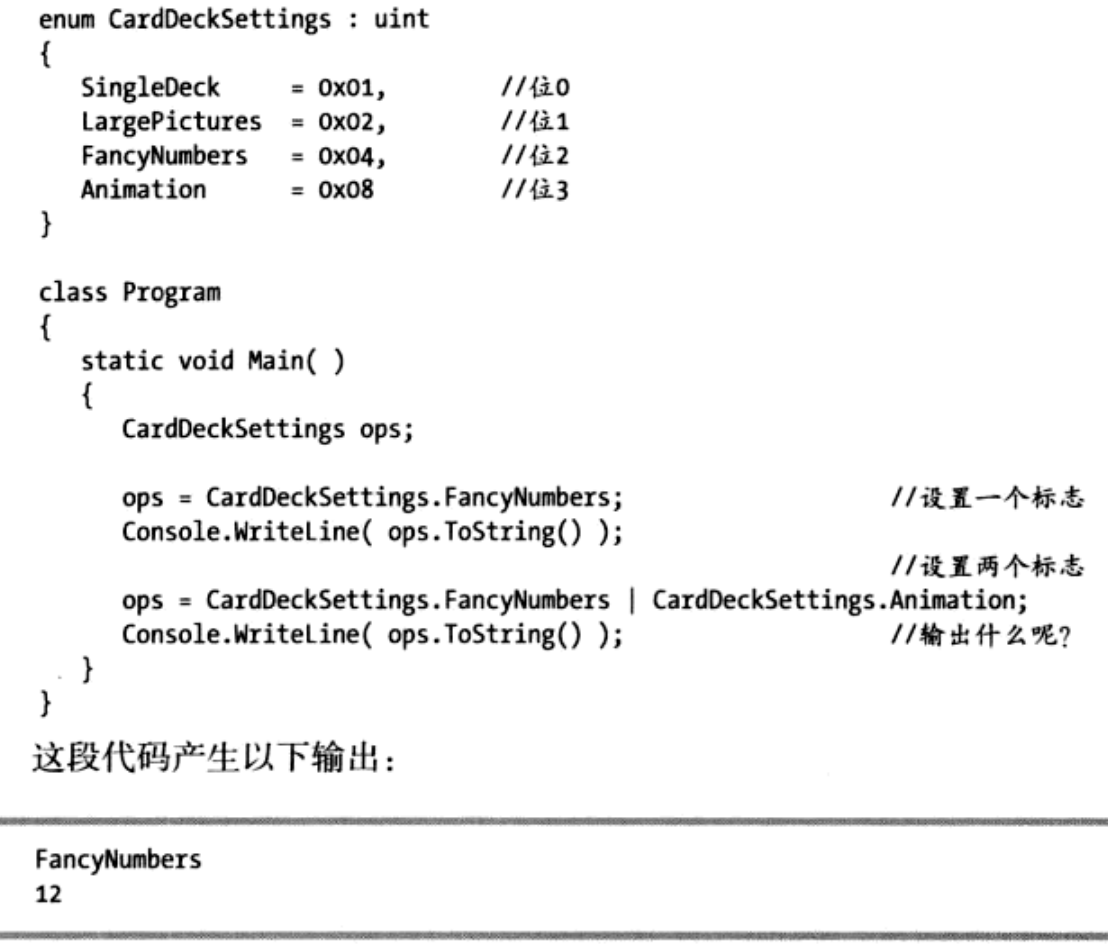 enum CardDeckSettings : uint
{
   SingleDeck    = 0x01,    //位0
   LargePictures = 0x02,    //位1
   FancyNumbers  = 0x04,    //位2
   Animation     = 0x08     //位3
}
class Program
{
   static void Main( )
   {
      CardDeckSettings ops;
      ops = CardDeckSettings.FancyNumbers;    //设置一个标志
      Console.WriteLine( ops.ToString() );
      //设置两个标志
      ops = CardDeckSettings.FancyNumbers | CardDeckSettings.Animation;
      Console.WriteLine( ops.ToString() );    //输出什么呢?
   }
}
这段代码产生以下输出：
FancyNumbers
12